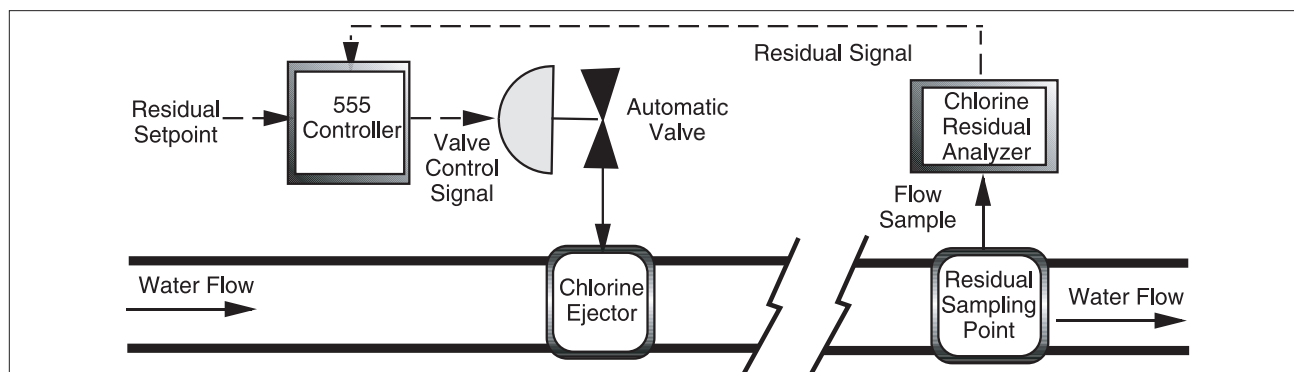 Residual Signal
Residual
Setpoint
555
Controller
Valve
Control
Signal
Automatic
Valve
Chlorine
Residual
Analyzer
Flow
Sample
Water Flow
Chlorine
Ejector
Residual
Sampling
Point
Water Flow